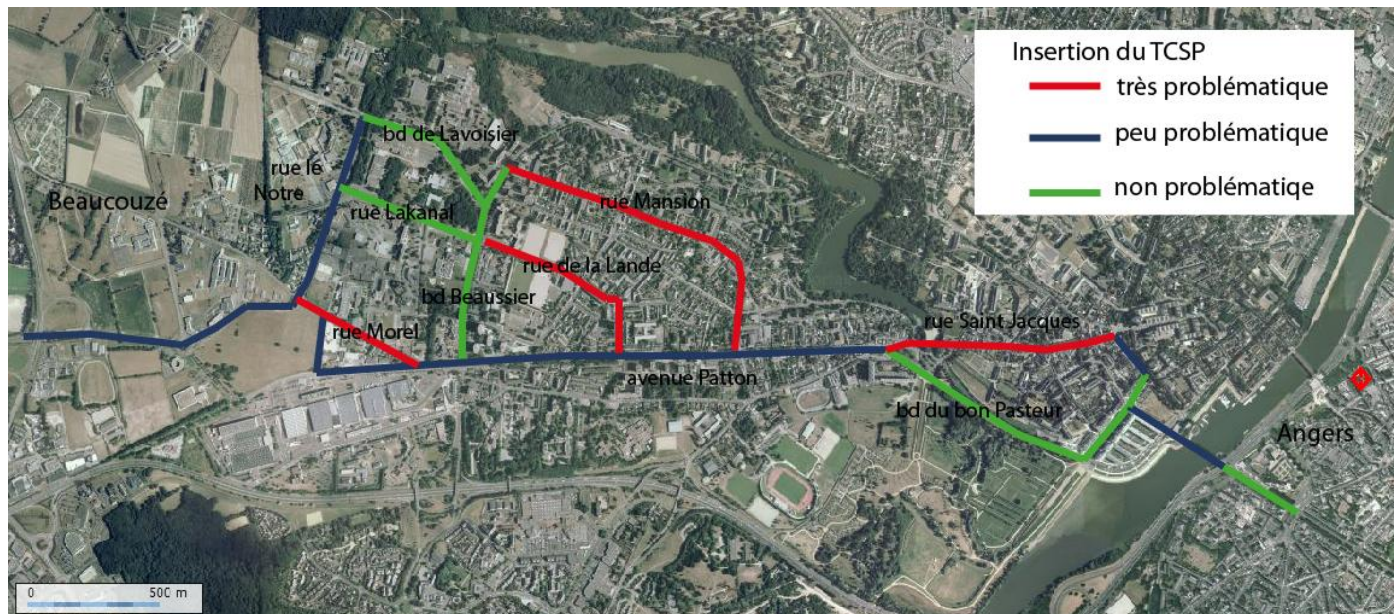 Insertion du TCSP
très problématique
peu problématique
non problématiqe
bd de Lavoisier
rue le
Notre
Beaucouzé
rue Lakanal
rue Mansion
rue de la Lande
bd Beaussier
rue Morel
rue Saint Jacques
avenue Patton
bd du bon Pasteur
Angers
0 500 m